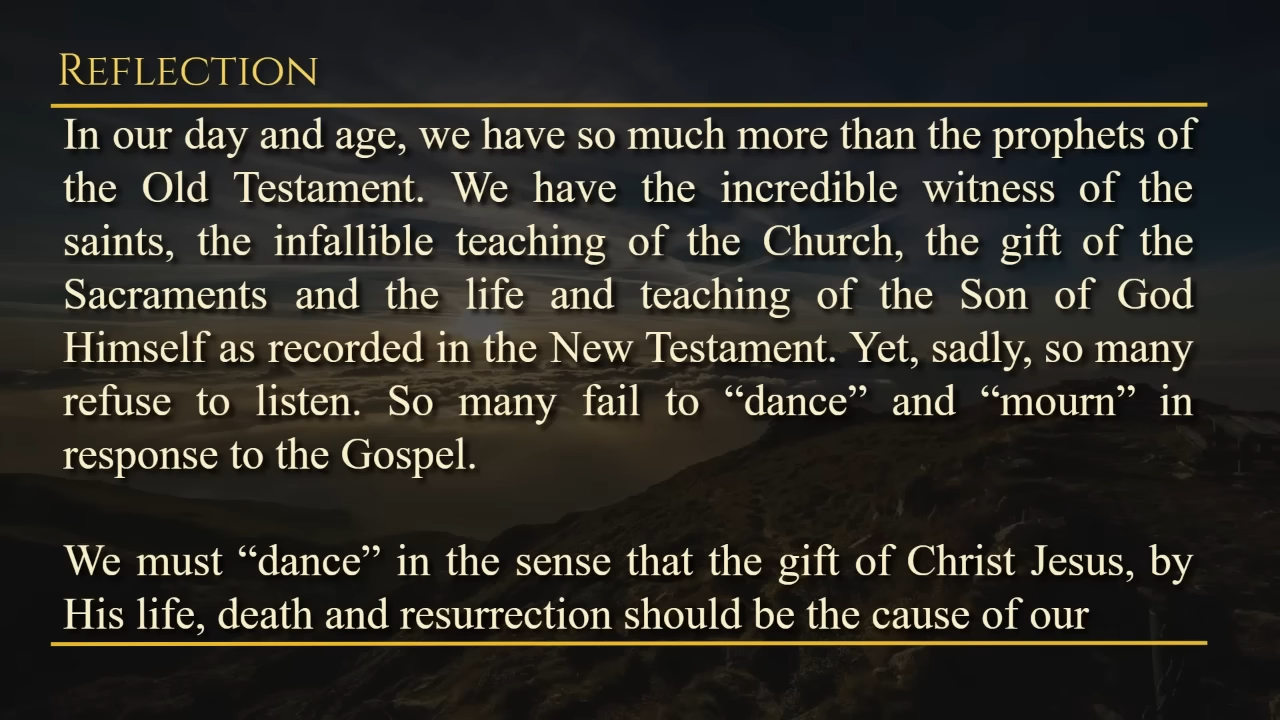 REFLECTION
In our day and age, we have so much more than the prophets of
the Old Testament. We have the incredible witness of the
saints, the infallible teaching of the Church, the gift of the
Sacraments and the life and teaching of the Son of God
Himself as recorded in the New Testament. Yet, sadly, so many
refuse to listen. So many fail to “dance” and “mourn” in
response to the Gospel.
We must “dance” in the sense that the gift of Christ Jesus, by
His life, death and resurrection should be the cause of our